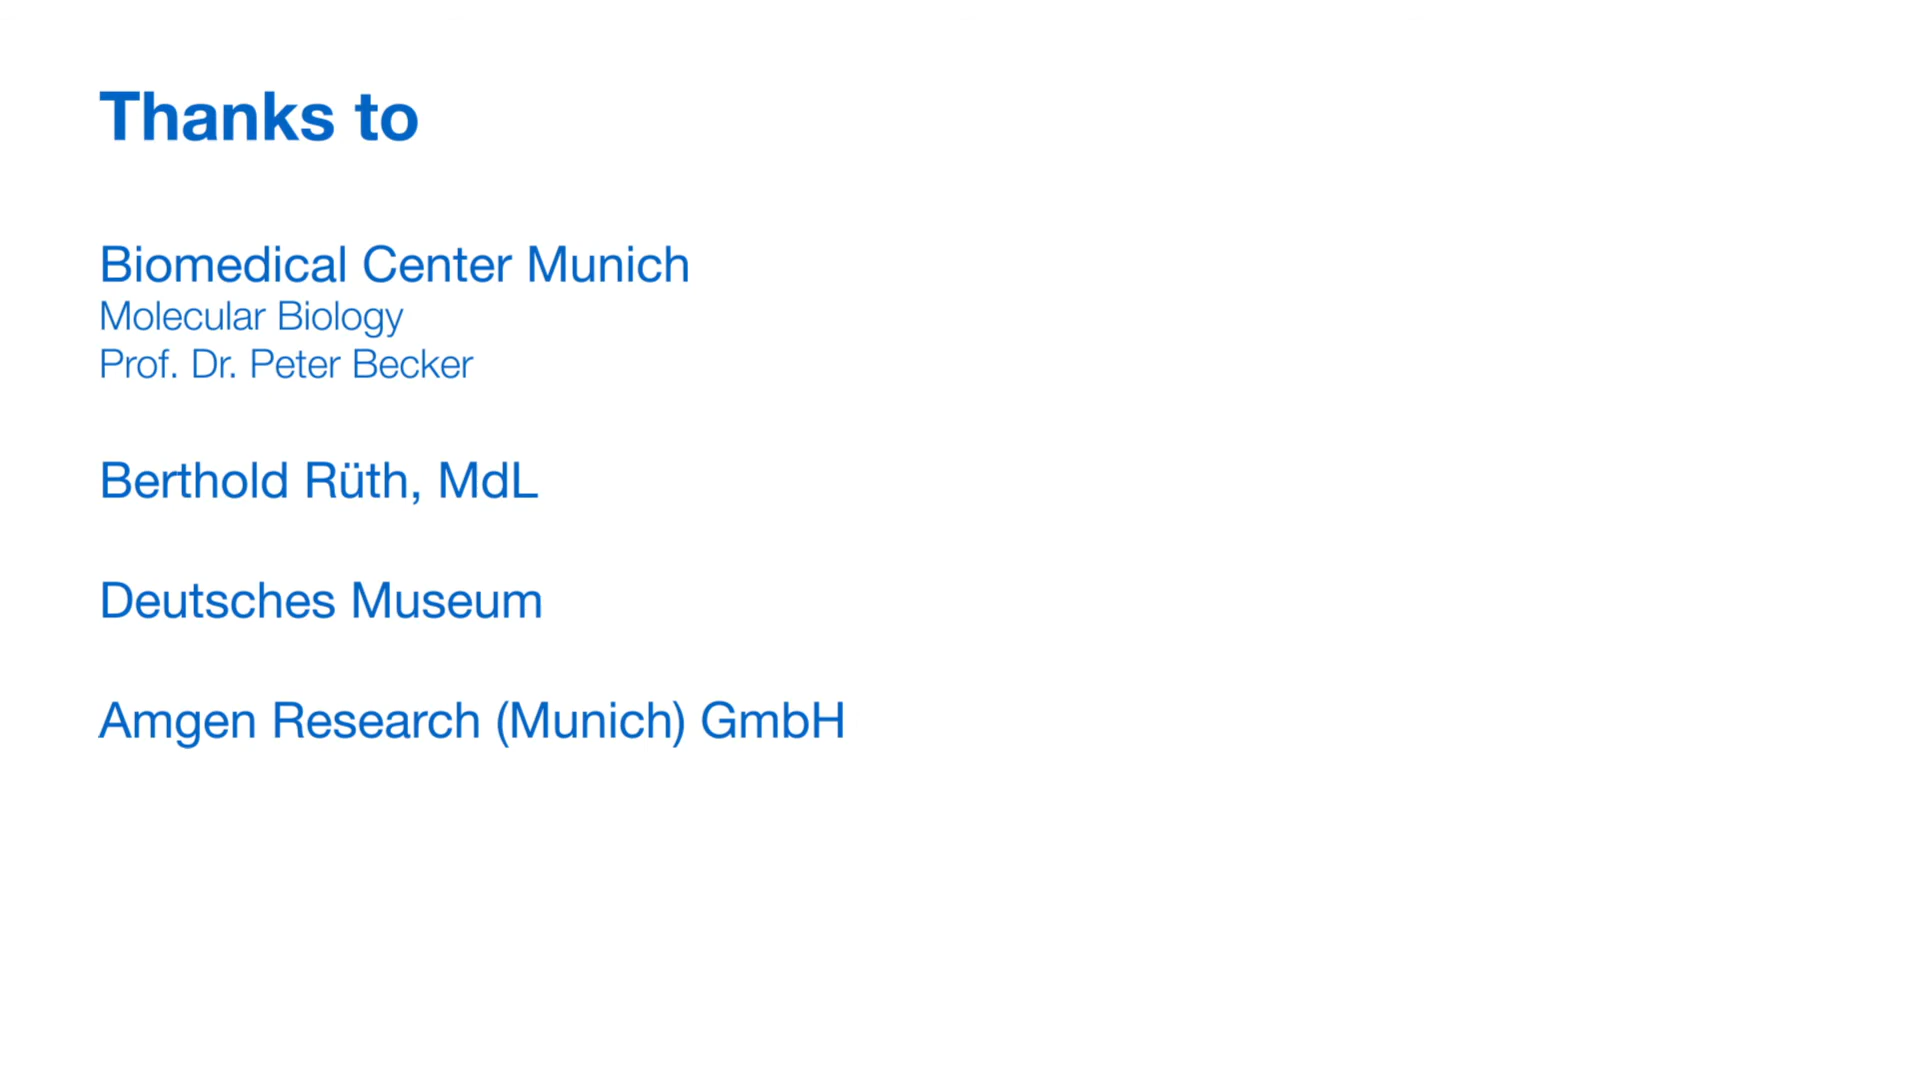 Thanks to
Biomedical Center Munich
Molecular Biology
Prof. Dr. Peter Becker
Berthold Rüth, MdL
Deutsches Museum
Amgen Research (Munich) GmbH